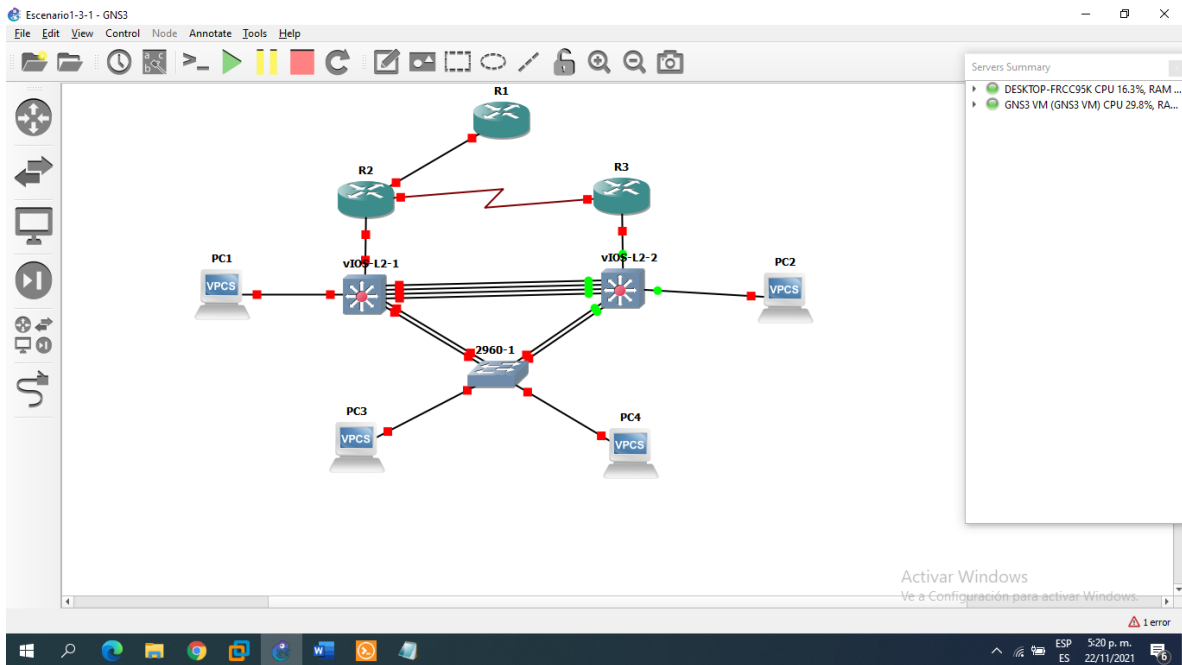 Escenario1-3-1 - GNS3
File Edit View Control Node Annotate Tools Help
Servers Summary
DESKTOP-FRCC95K CPU 16.3%, RAM ...
GNS3 VM (GNS3 VM) CPU 29.8%, RA...
R1
R2
R3
PC1
VPCS
vIOS-L2-1
vIOS-L2-2
PC2
VPCS
2960-1
PC3
VPCS
PC4
VPCS
Activar Windows
Ve a Configuración para activar Windows.
1 error
ESP
ES
5:20 p. m.
22/11/2021
6